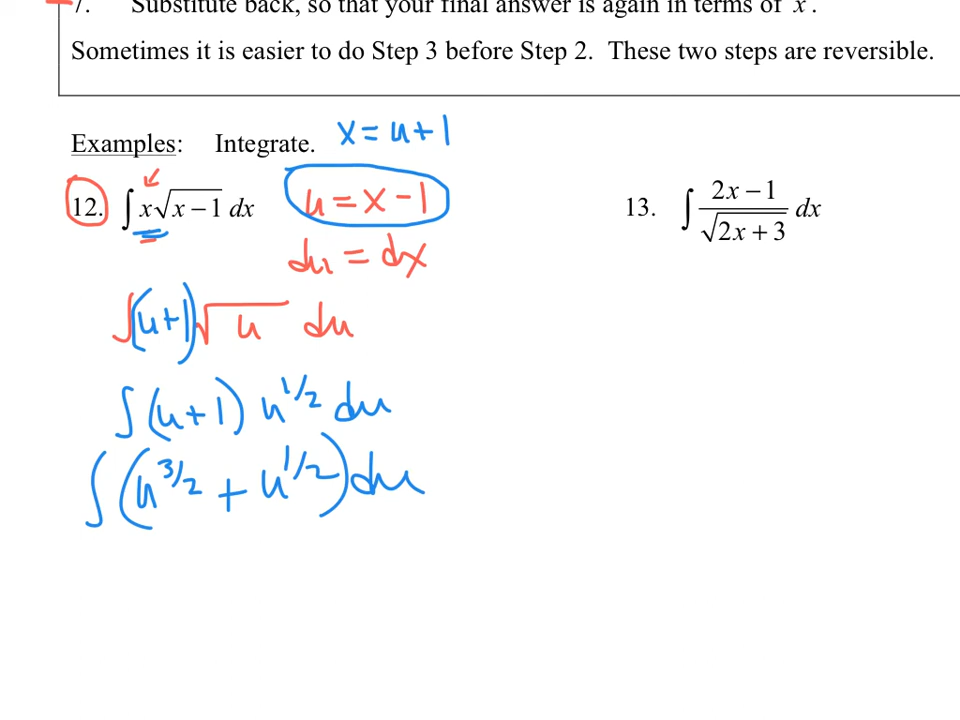 7. Substitute back, so that your final answer is again in terms of x.
Sometimes it is easier to do Step 3 before Step 2. These two steps are reversible.
Examples: Integrate. x = u + 1
12. ∫ x√(x − 1) dx u = x − 1 13. ∫ (2x − 1)/√(2x + 3) dx
du = dx
∫(u+1)√u du
∫(u+1) u^(1/2) du
∫(u^(3/2) + u^(1/2)) du